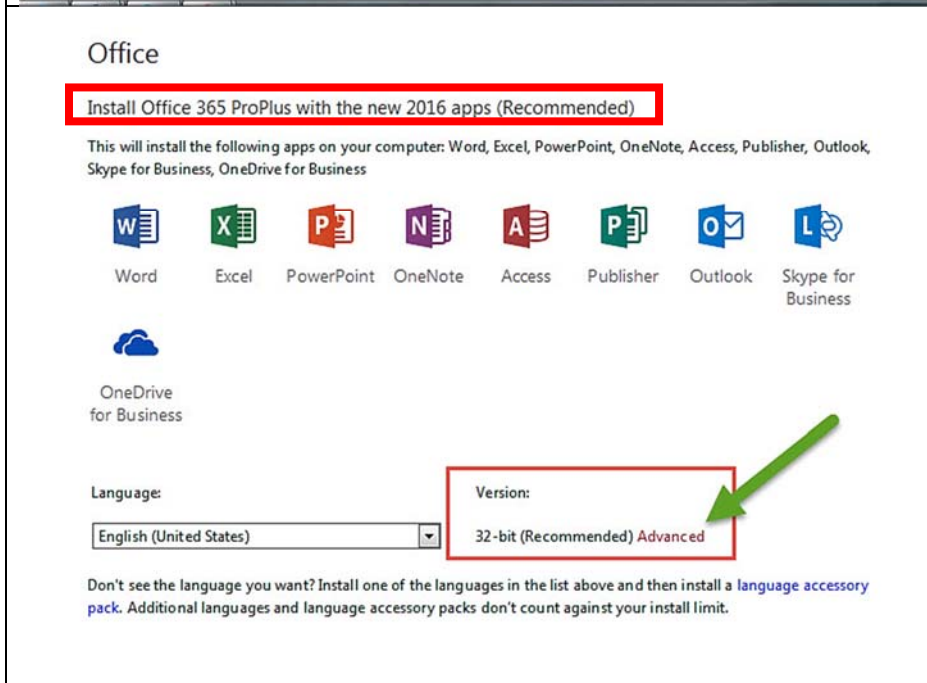 Office
Install Office 365 ProPlus with the new 2016 apps (Recommended)
This will install the following apps on your computer: Word, Excel, PowerPoint, OneNote, Access, Publisher, Outlook,
Skype for Business, OneDrive for Business
W X P N A P O L
Word Excel PowerPoint OneNote Access Publisher Outlook Skype for
Business
OneDrive
for Business
Language: Version:
English (United States) 32-bit (Recommended) Advanced
Don't see the language you want? Install one of the languages in the list above and then install a language accessory
pack. Additional languages and language accessory packs don't count against your install limit.